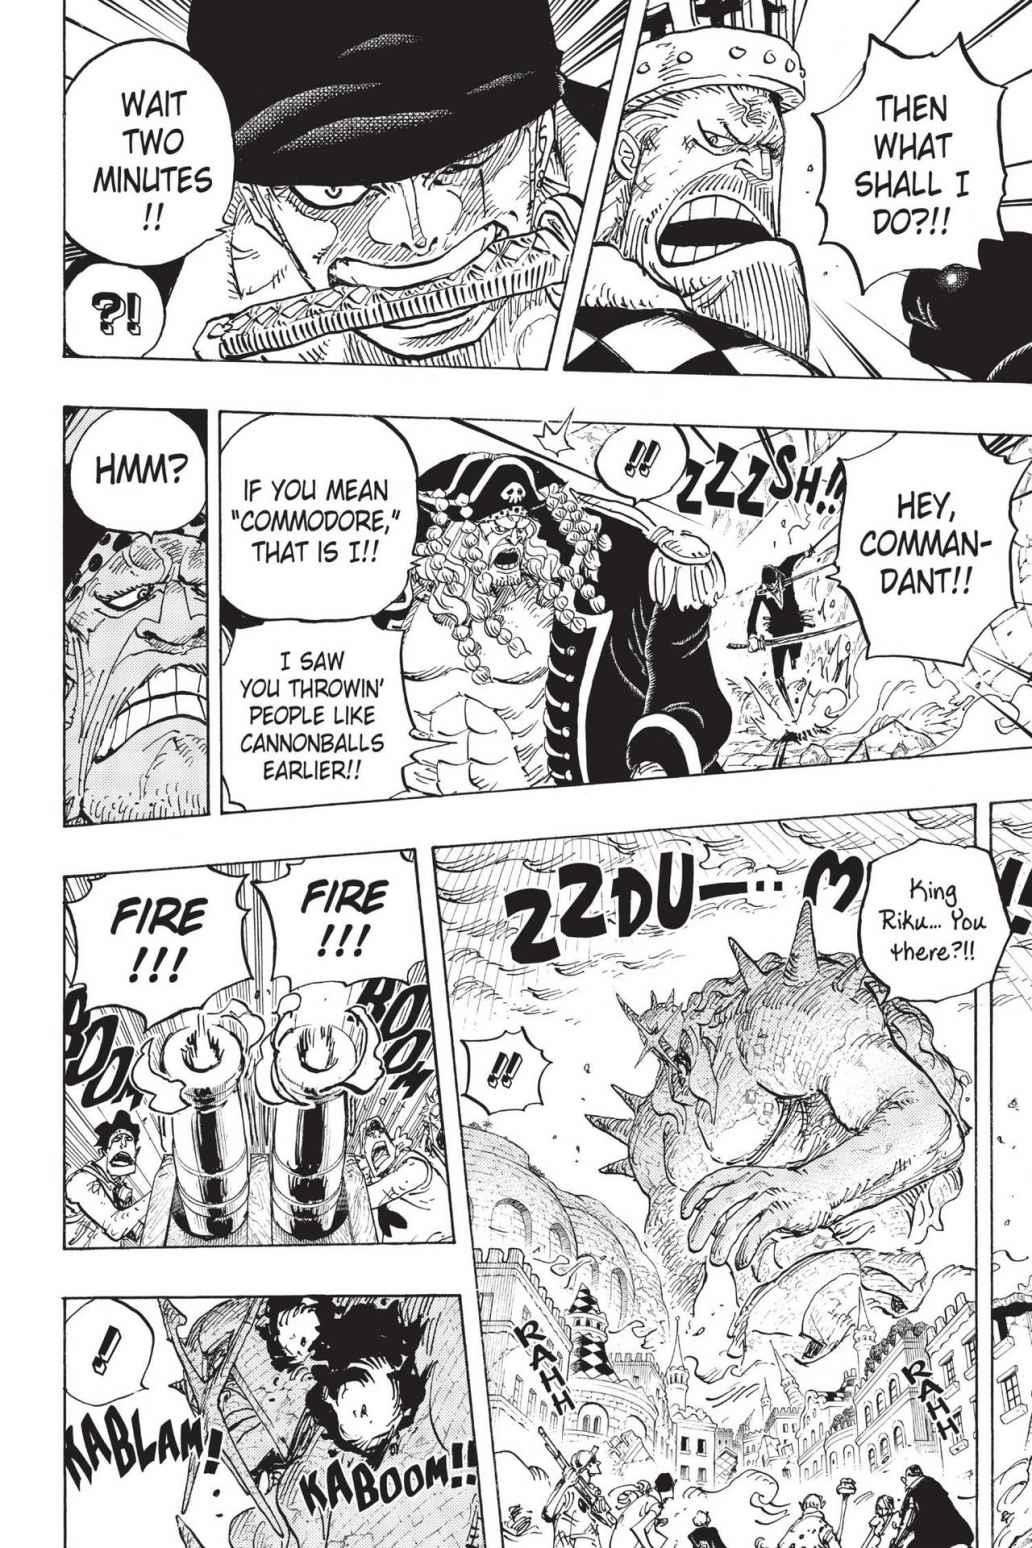 THEN
WHAT
SHALL I
DO?!!
WAIT
TWO
MINUTES
!!
?!
HEY,
COMMAN-
DANT!!
ZZZSH!!
!!
IF YOU MEAN
“COMMODORE,”
THAT IS I!!
I SAW
YOU THROWIN’
PEOPLE LIKE
CANNONBALLS
EARLIER!!
HMM?
King
Riku... You
there?!!
ZZDU—
!!
RAHH
RAHH
FIRE
!!!
FIRE
!!!
BOOM
BOOM
!
KABLAM!
KABOOM!!